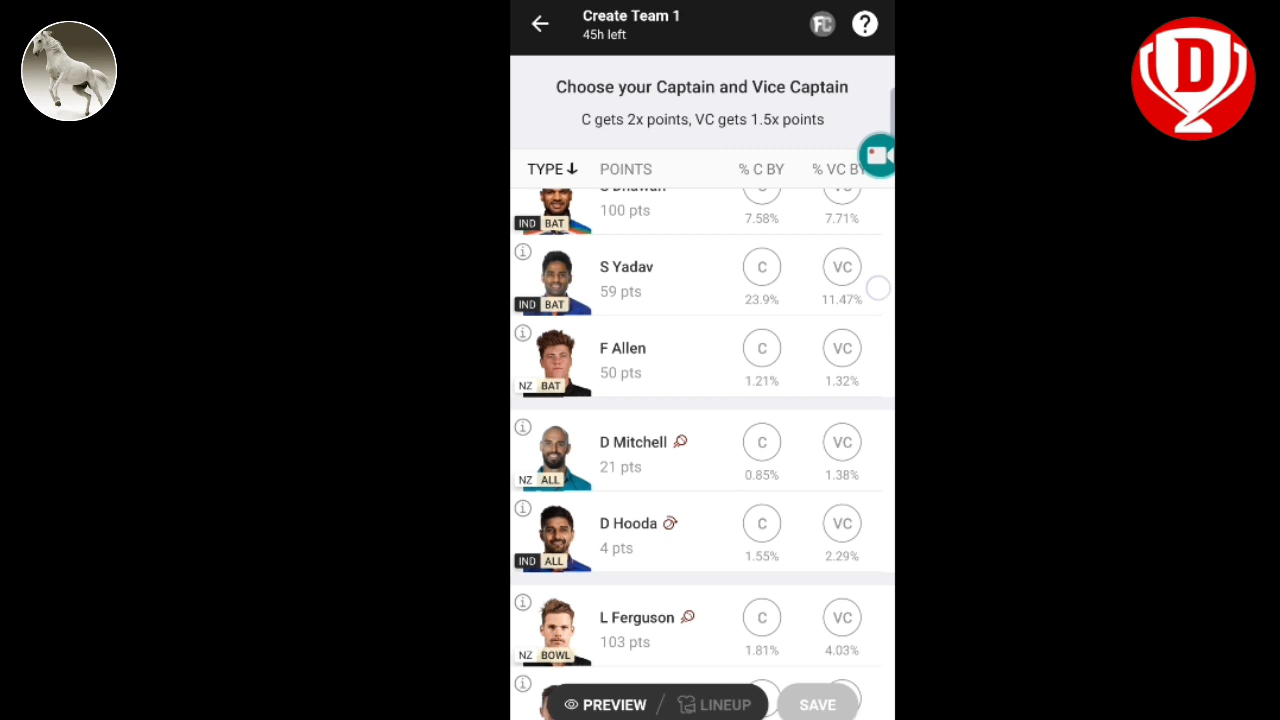 Create Team 1
45h left
FC
?
D
Choose your Captain and Vice Captain
C gets 2x points, VC gets 1.5x points
TYPE POINTS % C BY % VC BY
S Dhawan
100 pts
7.58% 7.71%
IND BAT
S Yadav C VC
59 pts
23.9% 11.47%
IND BAT
F Allen C VC
50 pts
1.21% 1.32%
NZ BAT
D Mitchell C VC
21 pts
0.85% 1.38%
NZ ALL
D Hooda C VC
4 pts
1.55% 2.29%
IND ALL
L Ferguson C VC
103 pts
1.81% 4.03%
NZ BOWL
PREVIEW / LINEUP SAVE